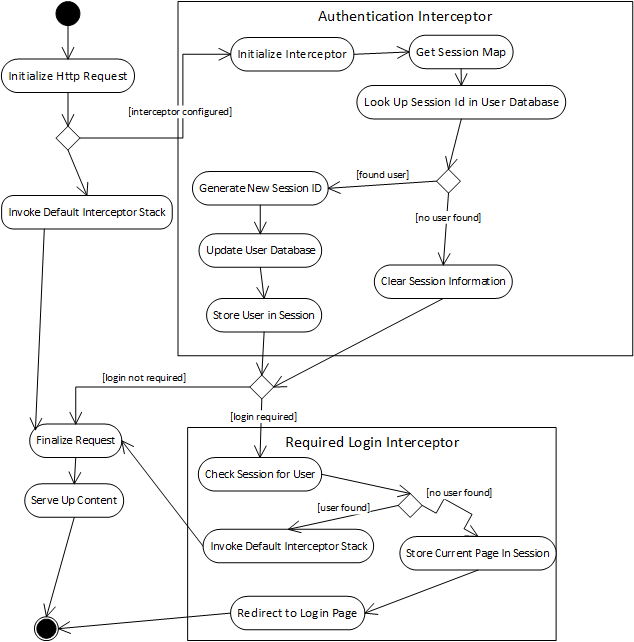 Authentication Interceptor
Initialize Http Request
Initialize Interceptor
Get Session Map
[interceptor configured]
Look Up Session Id in User Database
[found user]
Generate New Session ID
Invoke Default Interceptor Stack
[no user found]
Update User Database
Clear Session Information
Store User in Session
[login not required]
[login required]
Finalize Request
Required Login Interceptor
Check Session for User
Serve Up Content
[no user found]
[user found]
Invoke Default Interceptor Stack
Store Current Page In Session
Redirect to Login Page